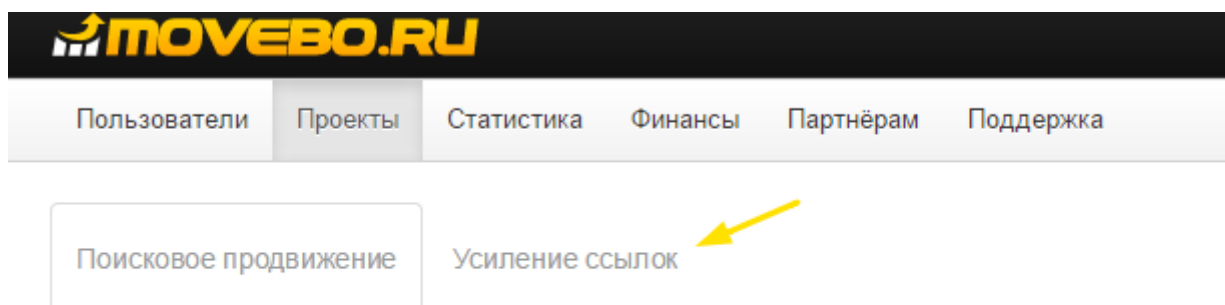 MOVEBO.RU
Пользователи Проекты Статистика Финансы Партнёрам Поддержка
Поисковое продвижение Усиление ссылок